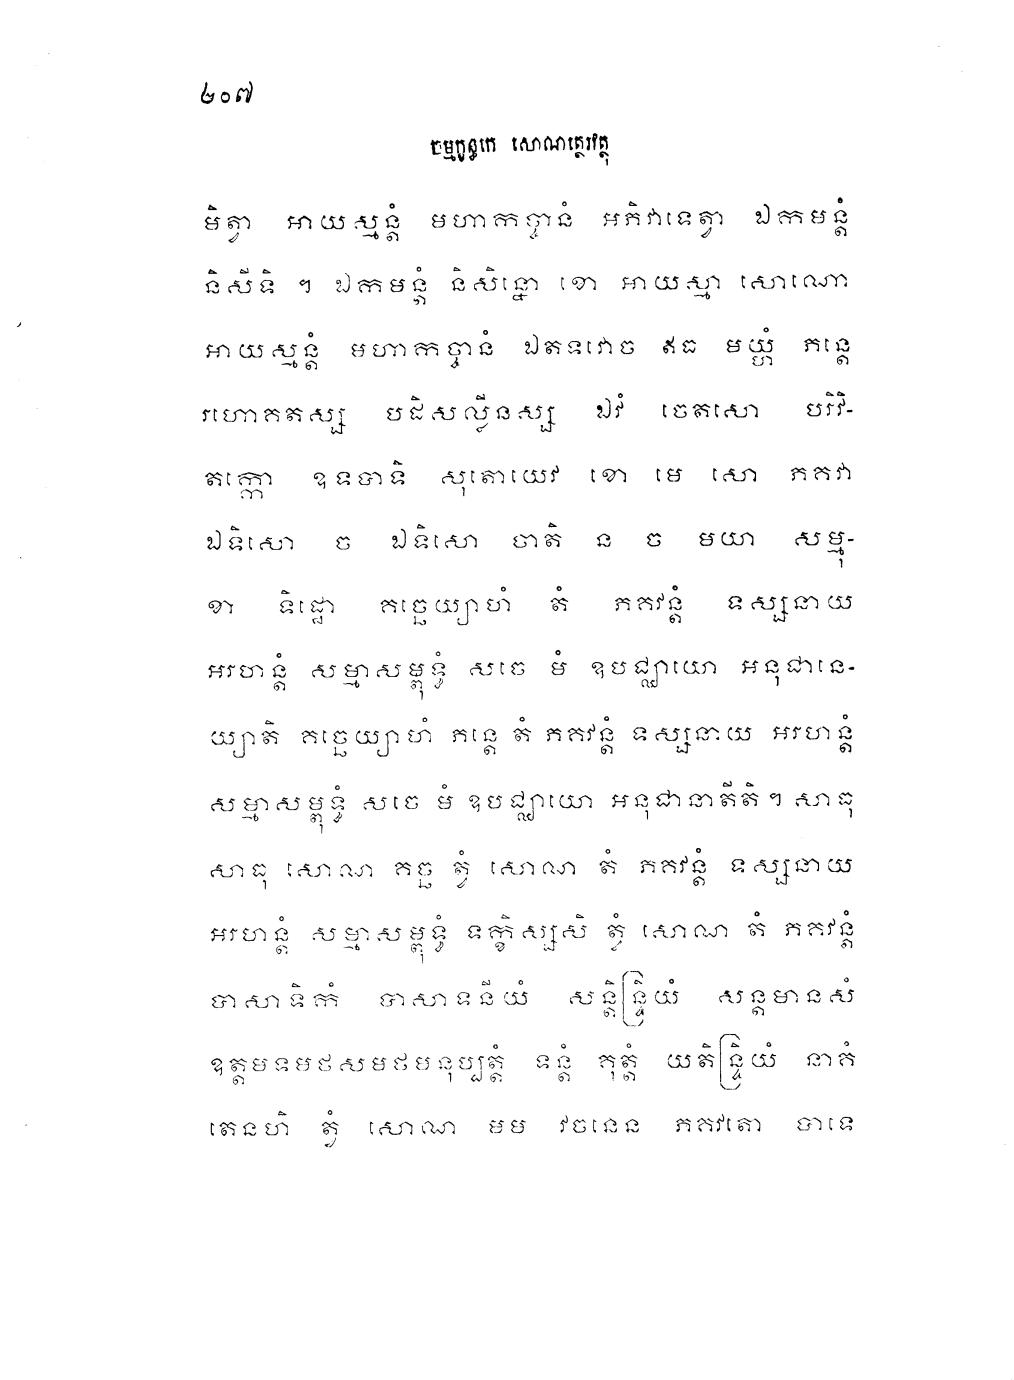 ២០៧
ចម្មក្ខន្ធកេ សោណត្ថេរវត្ថុ
មិត្វា អាយស្មន្តំ មហាកច្ចានំ អភិវាទេត្វា ឯកមន្តំ
និសីទិ ។ ឯកមន្តំ និសិន្នោ ខោ អាយស្មា សោណោ
អាយស្មន្តំ មហាកច្ចានំ ឯតទវោច ឥធ មយ្ហំ ភន្តេ
រហោគតស្ស បដិសល្លីនស្ស ឯវំ ចេតសោ បរិវិ-
តក្កោ ឧទបាទិ សុតោយេវ ខោ មេ សោ ភគវា
ឯទិសោ ច ឯទិសោ ចាតិ ន ច មយា សម្មុ-
ខា ទិដ្ឋោ គច្ឆេយ្យាហំ តំ ភគវន្តំ ទស្សនាយ
អរហន្តំ សម្មាសម្ពុទ្ធំ សចេ មំ ឧបជ្ឈាយោ អនុជានេ-
យ្យាតិ គច្ឆេយ្យាហំ ភន្តេ តំ ភគវន្តំ ទស្សនាយ អរហន្តំ
សម្មាសម្ពុទ្ធំ សចេ មំ ឧបជ្ឈាយោ អនុជានាតីតិ ។ សាធុ
សាធុ សោណ គច្ឆ ត្វំ សោណ តំ ភគវន្តំ ទស្សនាយ
អរហន្តំ សម្មាសម្ពុទ្ធំ ទក្ខិស្សសិ ត្វំ សោណ តំ ភគវន្តំ
បាសាទិកំ បាសាទនីយំ សន្តិន្ទ្រិយំ សន្តមានសំ
ឧត្តមទមថសមថមនុប្បត្តំ ទន្តំ គុត្តំ យតិន្ទ្រិយំ នាគំ
តេនហិ ត្វំ សោណ មម វចនេន ភគវតោ បាទេ